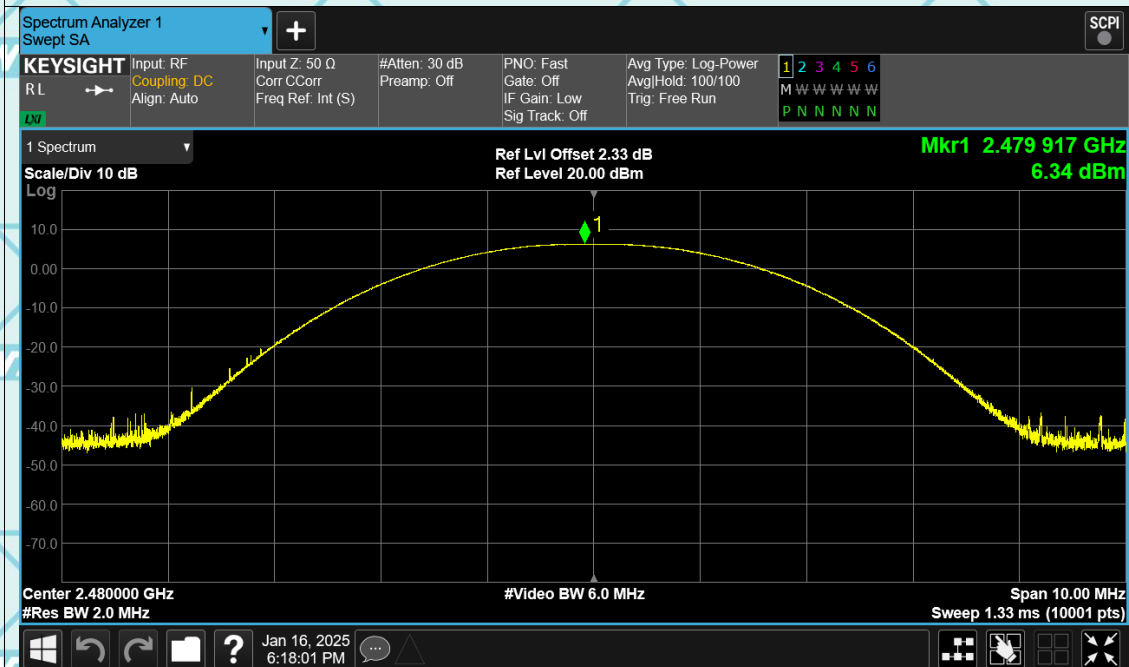 Spectrum Analyzer 1
Swept SA
+
SCPI
KEYSIGHT
RL
LXI
Input: RF
Coupling: DC
Align: Auto
Input Z: 50 Ω
Corr CCorr
Freq Ref: Int (S)
#Atten: 30 dB
Preamp: Off
PNO: Fast
Gate: Off
IF Gain: Low
Sig Track: Off
Avg Type: Log-Power
Avg|Hold: 100/100
Trig: Free Run
1 2 3 4 5 6
M W W W W W
P N N N N N
1 Spectrum
Scale/Div 10 dB
Log
Ref Lvl Offset 2.33 dB
Ref Level 20.00 dBm
Mkr1 2.479 917 GHz
6.34 dBm
1
10.0
0.00
-10.0
-20.0
-30.0
-40.0
-50.0
-60.0
-70.0
Center 2.480000 GHz
#Res BW 2.0 MHz
#Video BW 6.0 MHz
Span 10.00 MHz
Sweep 1.33 ms (10001 pts)
?
Jan 16, 2025
6:18:01 PM